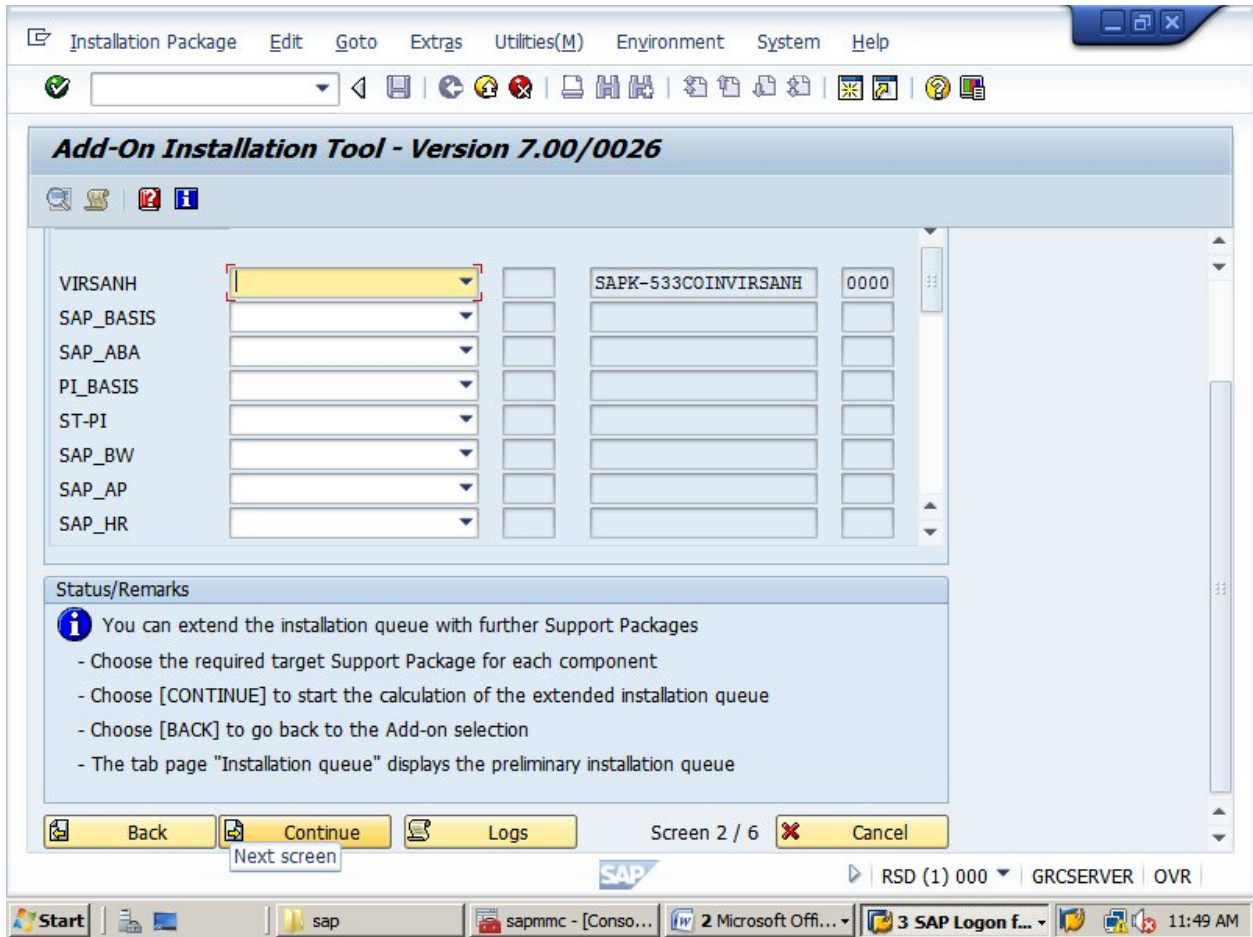 Installation Package Edit Goto Extras Utilities(M) Environment System Help
Add-On Installation Tool - Version 7.00/0026
VIRSANH SAPK-533COINVIRSANH 0000
SAP_BASIS
SAP_ABA
PI_BASIS
ST-PI
SAP_BW
SAP_AP
SAP_HR
Status/Remarks
You can extend the installation queue with further Support Packages
- Choose the required target Support Package for each component
- Choose [CONTINUE] to start the calculation of the extended installation queue
- Choose [BACK] to go back to the Add-on selection
- The tab page "Installation queue" displays the preliminary installation queue
Back Continue Logs Screen 2 / 6 Cancel
Next screen
SAP RSD (1) 000 GRCSERVER OVR
Start sap sapmmc - [Conso... 2 Microsoft Offi... 3 SAP Logon f... 11:49 AM